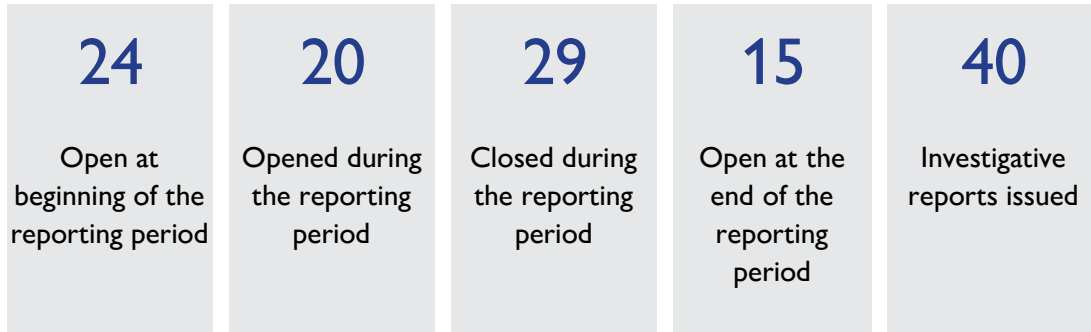 24
Open at
beginning of the
reporting period
20
Opened during
the reporting
period
29
Closed during
the reporting
period
15
Open at the
end of the
reporting
period
40
Investigative
reports issued